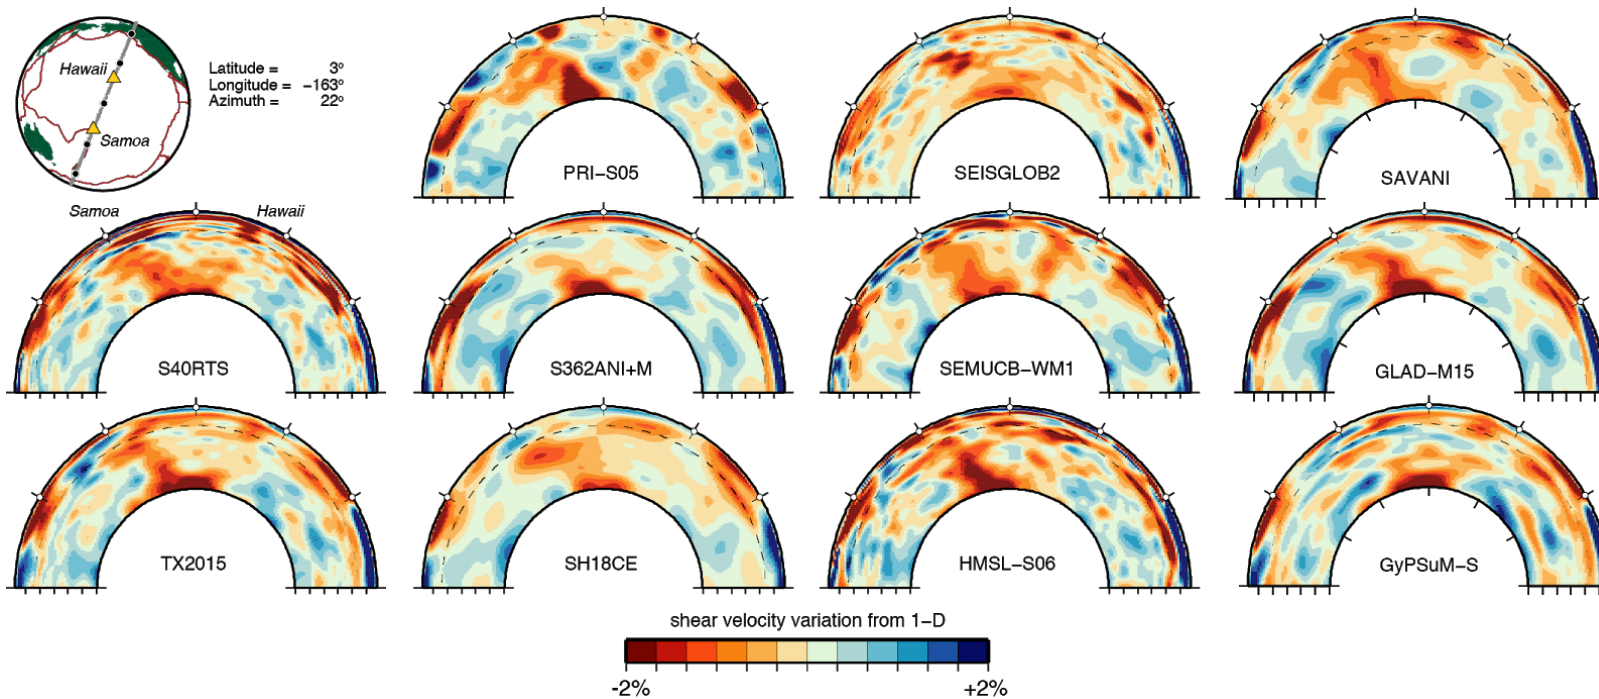 Hawaii
Samoa
Latitude = 3°
Longitude = −163°
Azimuth = 22°
PRI−S05
SEISGLOB2
SAVANI
Samoa
Hawaii
S40RTS
S362ANI+M
SEMUCB−WM1
GLAD−M15
TX2015
SH18CE
HMSL−S06
GyPSuM−S
shear velocity variation from 1−D
-2%
+2%